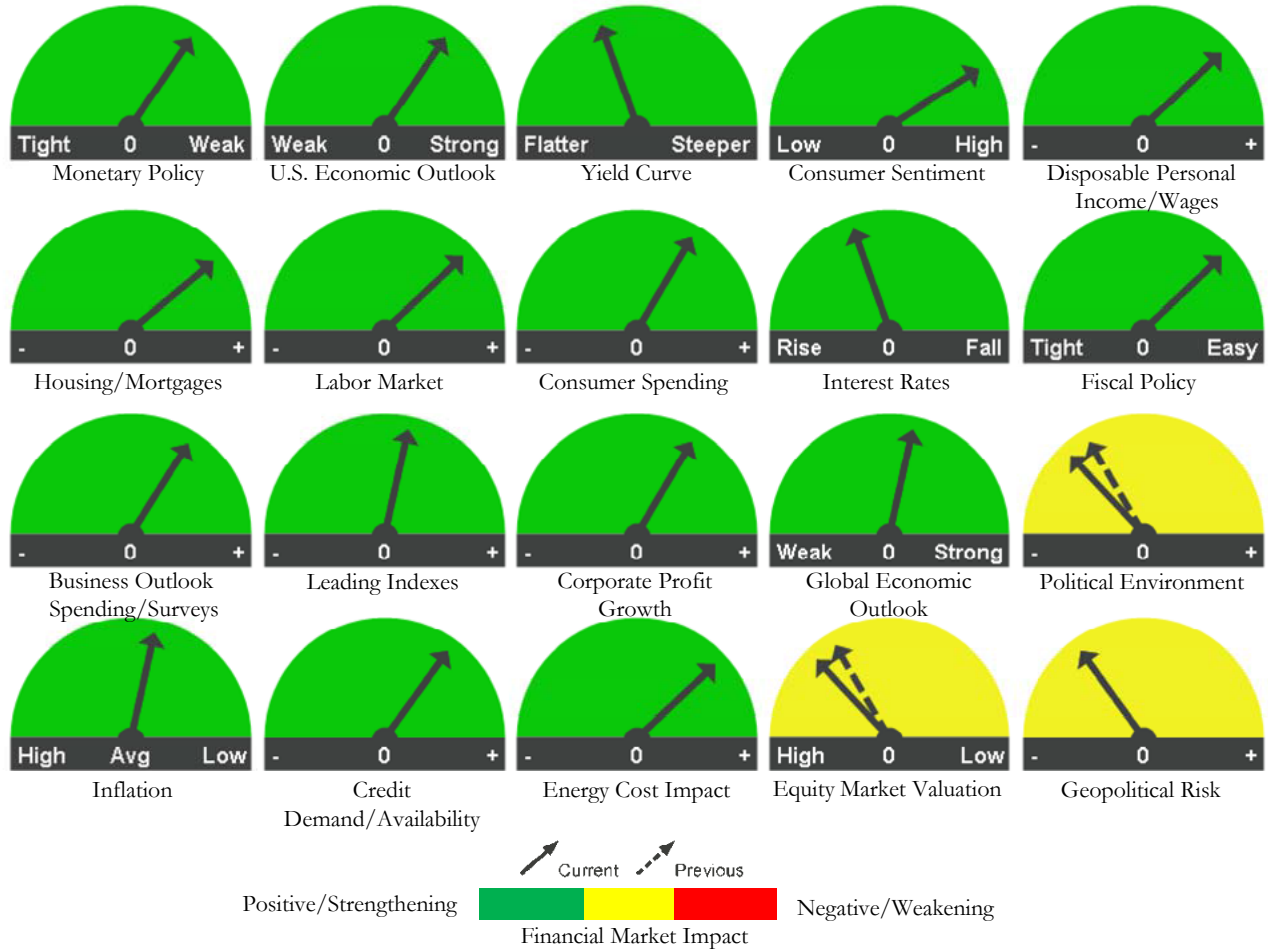 Tight 0 Weak
Monetary Policy
Weak 0 Strong
U.S. Economic Outlook
Flatter Steeper
Yield Curve
Low 0 High
Consumer Sentiment
- 0 +
Disposable Personal
Income/Wages
- 0 +
Housing/Mortgages
- 0 +
Labor Market
- 0 +
Consumer Spending
Rise 0 Fall
Interest Rates
Tight 0 Easy
Fiscal Policy
- 0 +
Business Outlook
Spending/Surveys
- 0 +
Leading Indexes
- 0 +
Corporate Profit
Growth
Weak 0 Strong
Global Economic
Outlook
- 0 +
Political Environment
High Avg Low
Inflation
- 0 +
Credit
Demand/Availability
- 0 +
Energy Cost Impact
High 0 Low
Equity Market Valuation
- 0 +
Geopolitical Risk
Current Previous
Positive/Strengthening Negative/Weakening
Financial Market Impact